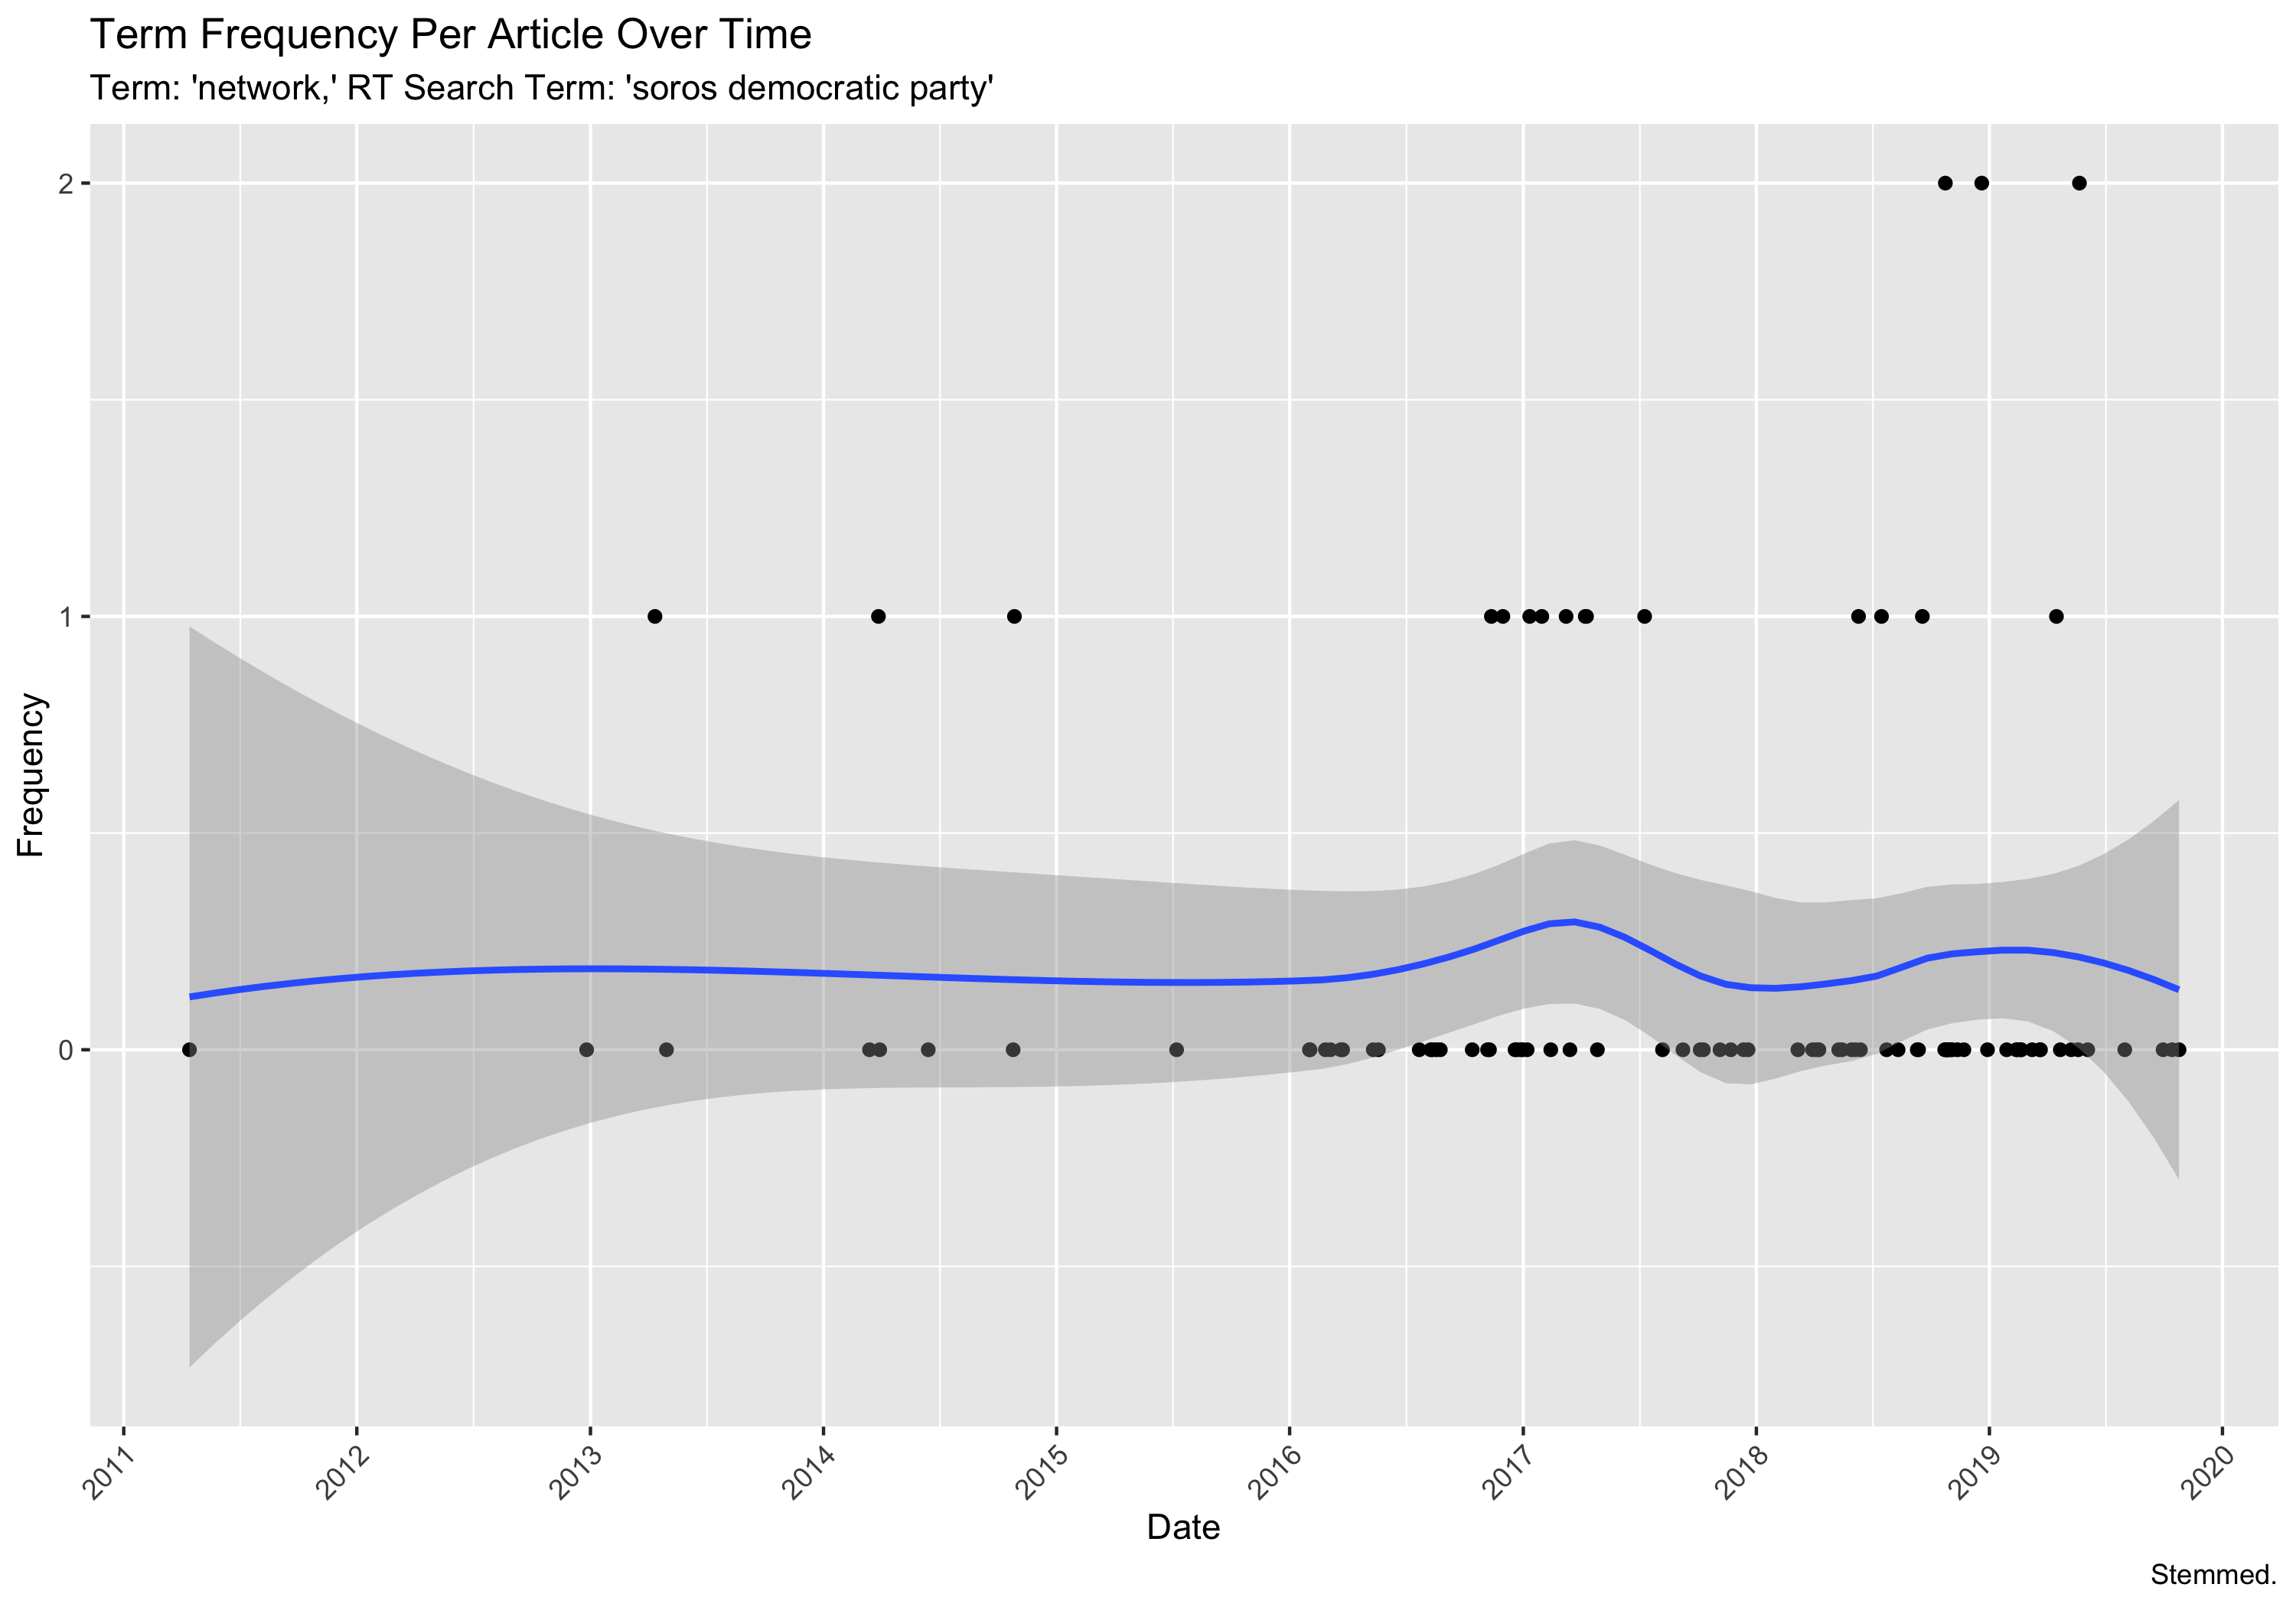 Term Frequency Per Article Over Time
Term: 'network,' RT Search Term: 'soros democratic party'
Frequency
2
1
0
2011
2012
2013
2014
2015
2016
2017
2018
2019
2020
Date
Stemmed.